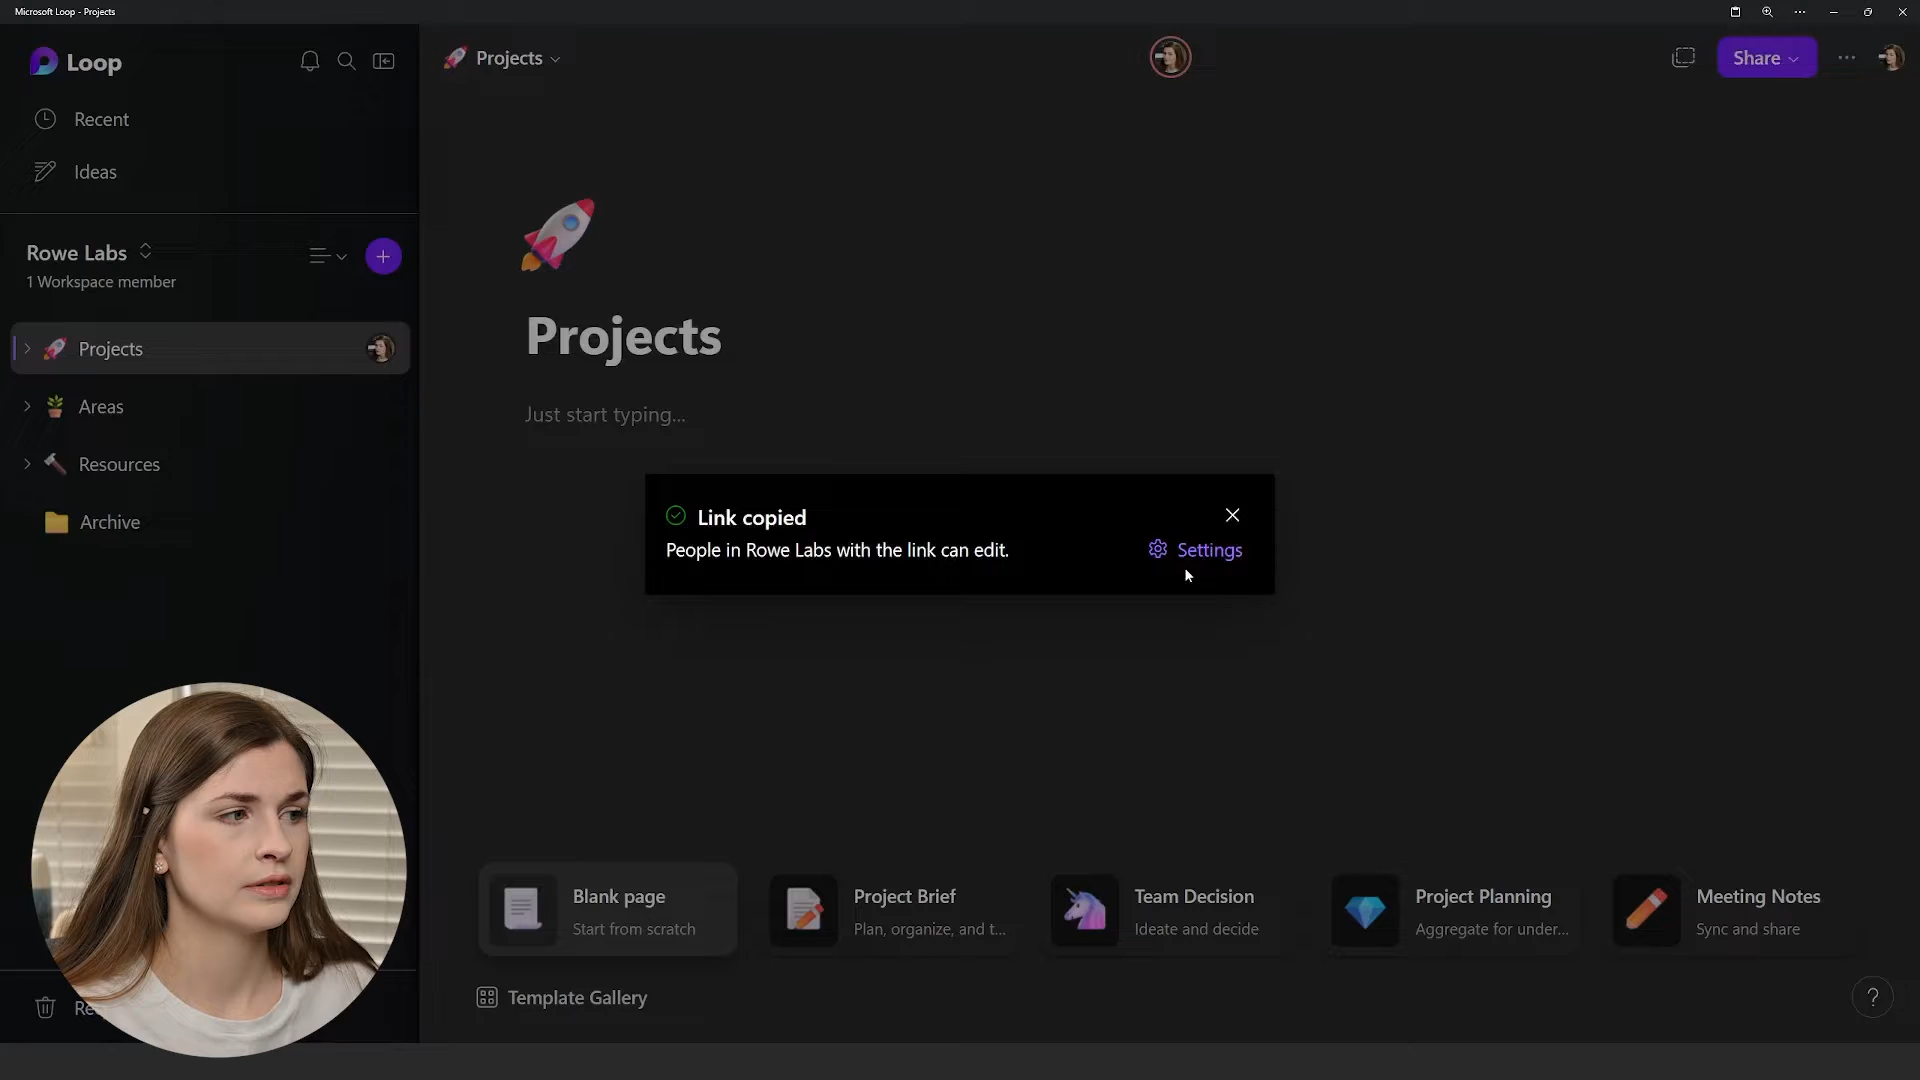 Microsoft Loop - Projects
Loop
Projects
Share
Recent
Ideas
Rowe Labs
1 Workspace member
Projects
Areas
Resources
Archive
Projects
Just start typing...
Link copied
People in Rowe Labs with the link can edit.
Settings
Blank page
Start from scratch
Project Brief
Plan, organize, and t...
Team Decision
Ideate and decide
Project Planning
Aggregate for under...
Meeting Notes
Sync and share
Template Gallery
?